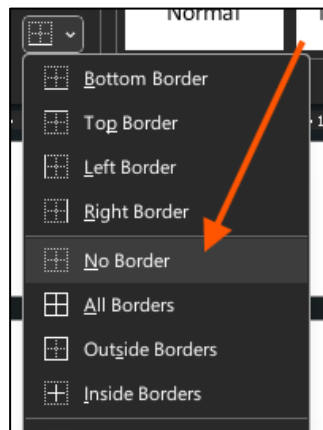 Normal
Bottom Border
Top Border
Left Border
Right Border
No Border
All Borders
Outside Borders
Inside Borders